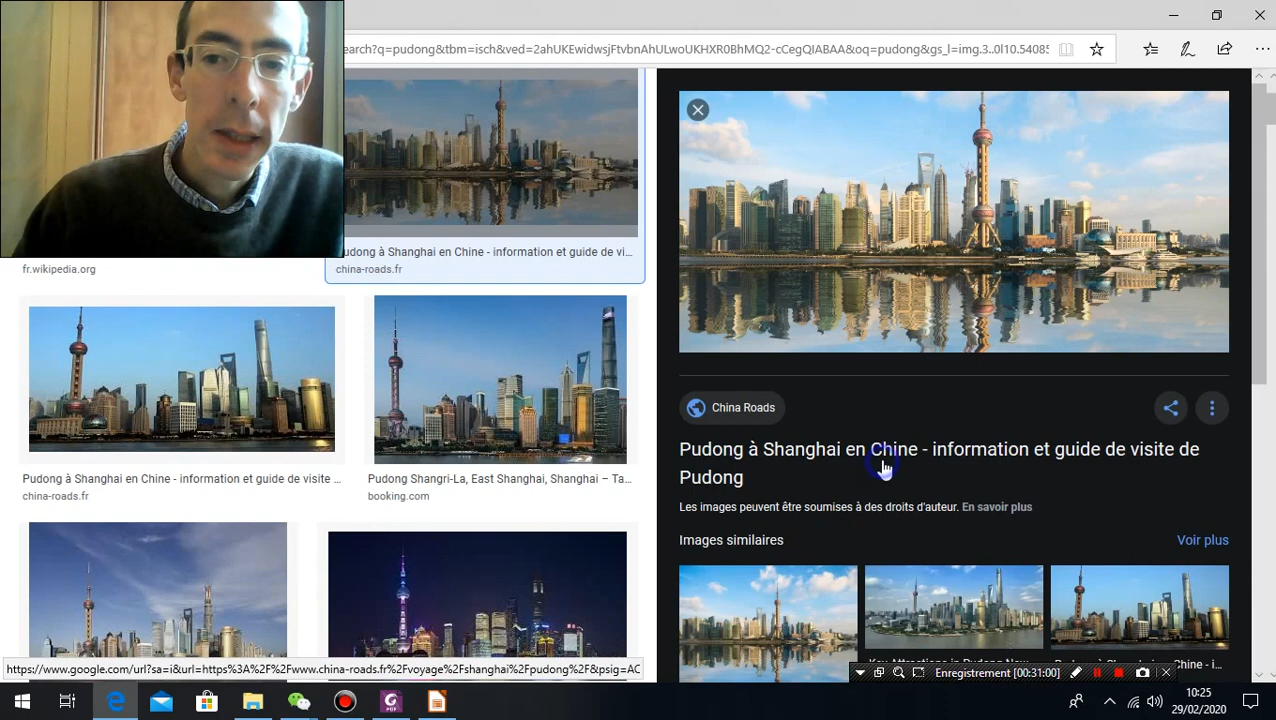 earch?q=pudong&tbm=isch&ved=2ahUKEwidwsjFtvbnAhULwoUKHXR0BhMQ2-cCegQIABAA&oq=pudong&gs_l=img.3..0l10.54085
fr.wikipedia.org
Pudong à Shanghai en Chine - information et guide de vi...
china-roads.fr
Pudong à Shanghai en Chine - information et guide de visite ...
china-roads.fr
Pudong Shangri-La, East Shanghai, Shanghai – Ta...
booking.com
China Roads
Pudong à Shanghai en Chine - information et guide de visite de
Pudong
Les images peuvent être soumises à des droits d'auteur. En savoir plus
Images similaires
Voir plus
https://www.google.com/url?sa=i&url=https%3A%2F%2Fwww.china-roads.fr%2Fvoyage%2Fshanghai%2Fpudong%2F&psig=AO
Enregistrement [00:31:00]
PDF
10:25
29/02/2020